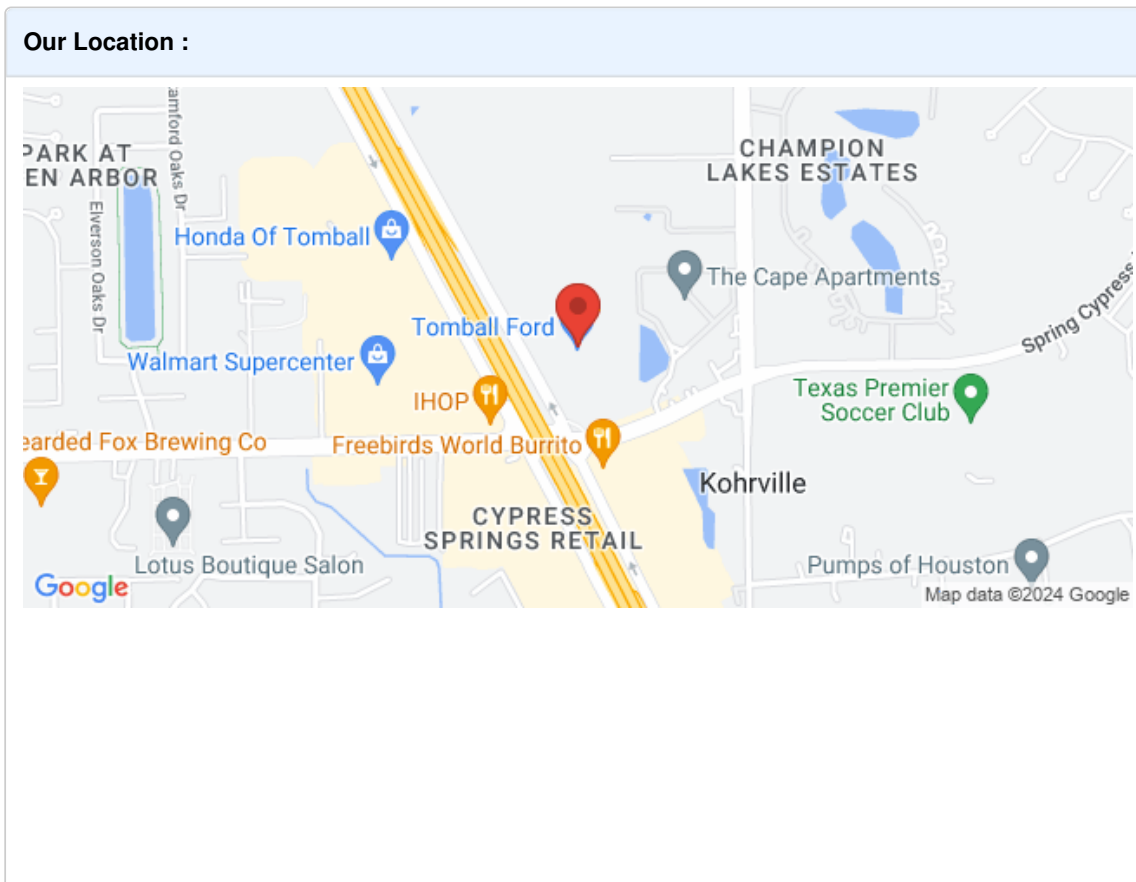 Our Location :
PARK AT
EN ARBOR
amford Oaks Dr
Elverson Oaks Dr
Honda Of Tomball
CHAMPION
LAKES ESTATES
The Cape Apartments
Tomball Ford
Walmart Supercenter
Spring Cypress
IHOP
Texas Premier
Soccer Club
earded Fox Brewing Co
Freebirds World Burrito
Kohrville
CYPRESS
SPRINGS RETAIL
Lotus Boutique Salon
Pumps of Houston
Google
Map data ©2024 Google